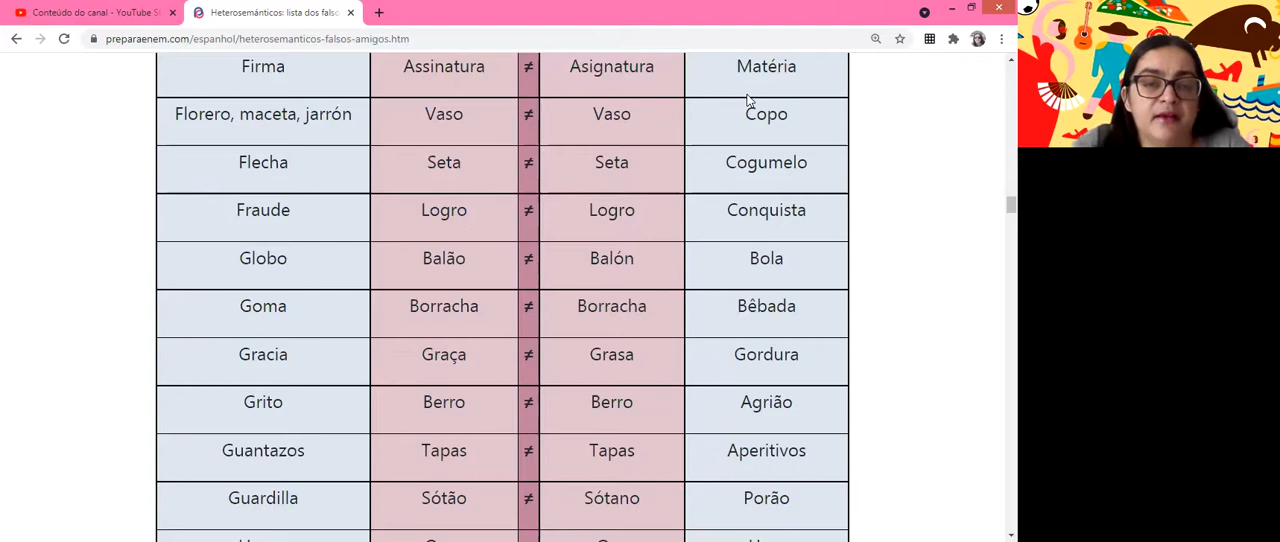 Conteúdo do canal - YouTube S
Heterosemánticos: lista dos falso
preparaenem.com/espanhol/heterosemanticos-falsos-amigos.htm
Firma Assinatura ≠ Asignatura Matéria
Florero, maceta, jarrón Vaso ≠ Vaso Copo
Flecha Seta ≠ Seta Cogumelo
Fraude Logro ≠ Logro Conquista
Globo Balão ≠ Balón Bola
Goma Borracha ≠ Borracha Bêbada
Gracia Graça ≠ Grasa Gordura
Grito Berro ≠ Berro Agrião
Guantazos Tapas ≠ Tapas Aperitivos
Guardilla Sótão ≠ Sótano Porão